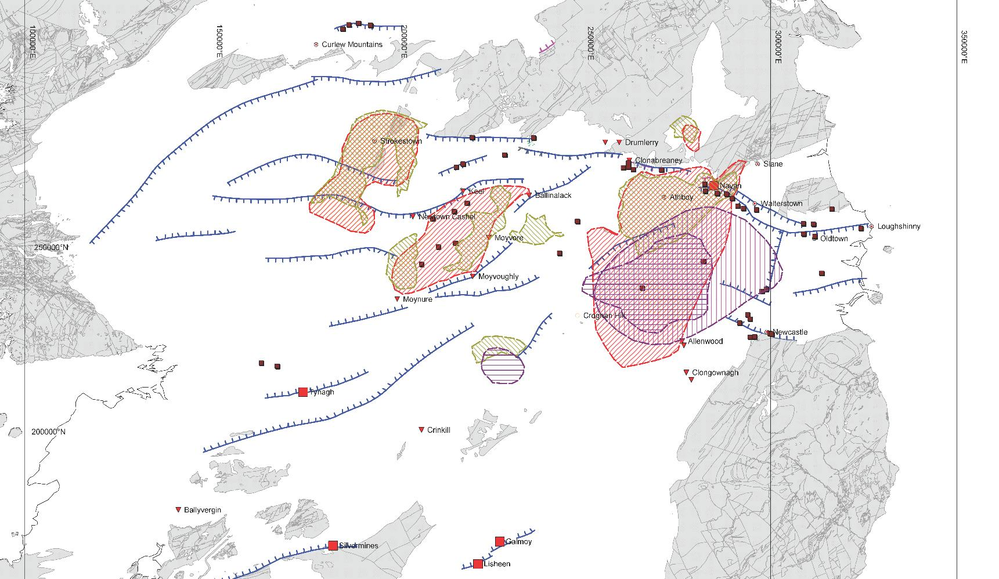 100000°E
150000°E
200000°E
250000°E
300000°E
350000°E
Curlew Mountains
Strokestown
Drumlerry
Clonabreaney
Slane
Navan
Keel
Ballinalack
Athboy
Walterstown
Newtown Cashel
Loughshinny
Moyvore
Oldtown
250000°N
Moyvoughly
Moynure
Croghan Hill
Newcastle
Allenwood
Clongownagh
Tynagh
200000°N
Crinkill
Ballyvergin
Silvermines
Galmoy
Lisheen